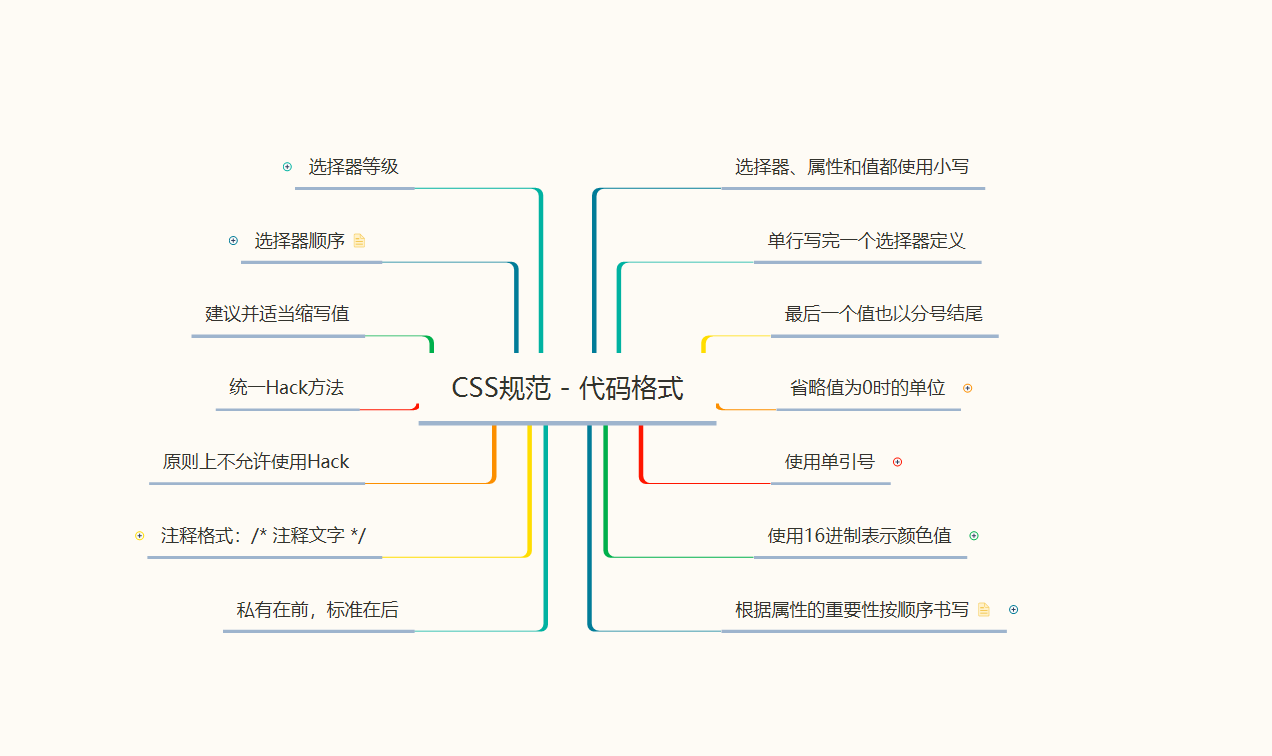 选择器等级
选择器、属性和值都使用小写
选择器顺序
单行写完一个选择器定义
建议并适当缩写值
最后一个值也以分号结尾
统一Hack方法
CSS规范 - 代码格式
省略值为0时的单位
原则上不允许使用Hack
使用单引号
注释格式：/* 注释文字 */
使用16进制表示颜色值
私有在前，标准在后
根据属性的重要性按顺序书写